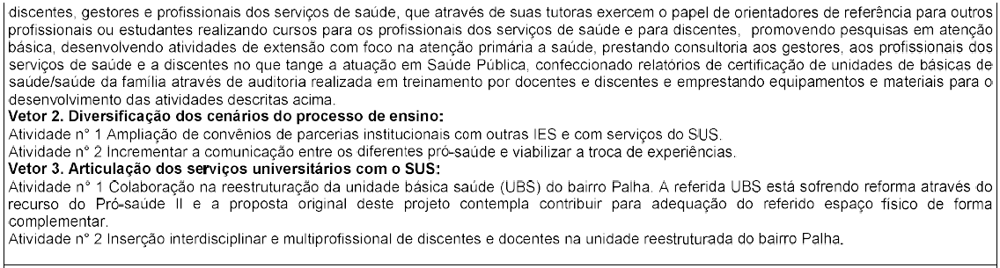 discentes, gestores e profissionais dos serviços de saúde, que através de suas tutoras exercem o papel de orientadores de referência para outros
profissionais ou estudantes realizando cursos para os profissionais dos serviços de saúde e para discentes, promovendo pesquisas em atenção
básica, desenvolvendo atividades de extensão com foco na atenção primária a saúde, prestando consultoria aos gestores, aos profissionais dos
serviços de saúde e a discentes no que tange a atuação em Saúde Pública, confeccionado relatórios de certificação de unidades de básicas de
saúde/saúde da família através de auditoria realizada em treinamento por docentes e discentes e emprestando equipamentos e materiais para o
desenvolvimento das atividades descritas acima.
Vetor 2. Diversificação dos cenários do processo de ensino:
Atividade n° 1 Ampliação de convênios de parcerias institucionais com outras IES e com serviços do SUS.
Atividade n° 2 Incrementar a comunicação entre os diferentes pró-saúde e viabilizar a troca de experiências.
Vetor 3. Articulação dos serviços universitários com o SUS:
Atividade n° 1 Colaboração na reestruturação da unidade básica saúde (UBS) do bairro Palha. A referida UBS está sofrendo reforma através do
recurso do Pró-saúde II e a proposta original deste projeto contempla contribuir para adequação do referido espaço físico de forma
complementar.
Atividade n° 2 Inserção interdisciplinar e multiprofissional de discentes e docentes na unidade reestruturada do bairro Palha.